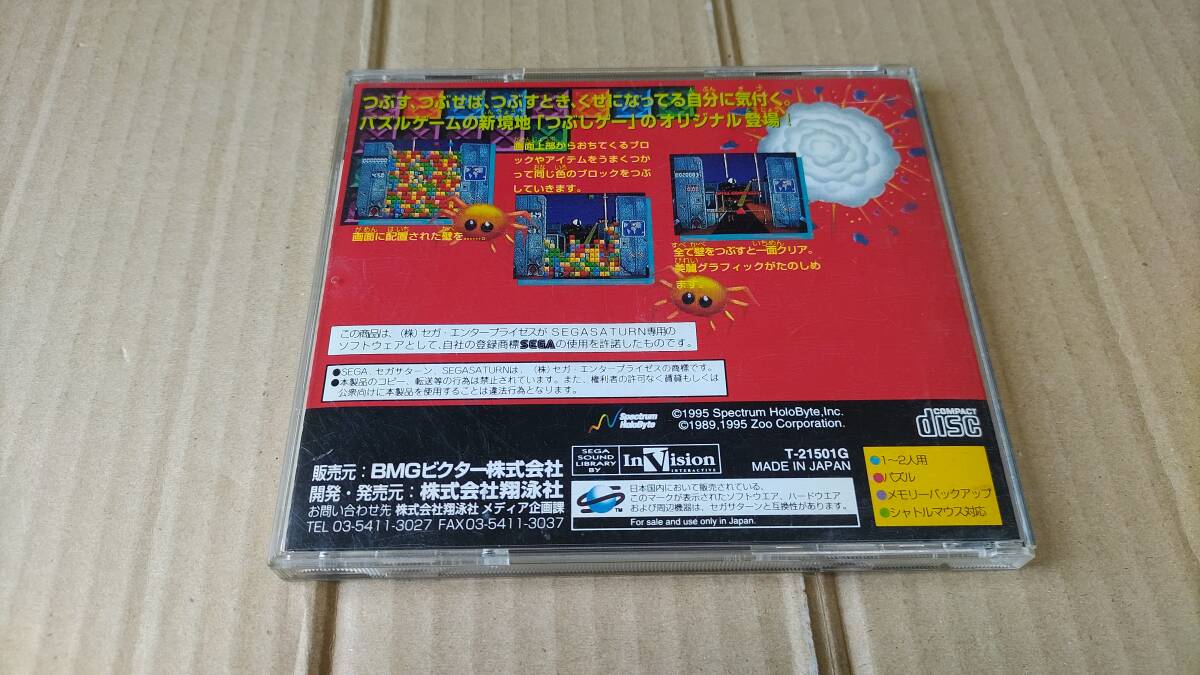 つぶす、つぶせば、つぶすとき、くせになってる自分に気付く。
パズルゲームの新境地「つぶしゲー」のオリジナル登場!
画面上部からおちてくるブロ
ックやアイテムをうまくつか
って同じ色のブロックをつぶ
していきます。
画面に配置された壁を……。
全て壁をつぶすと一面クリア。
美麗グラフィックがたのしめ
ます。
この商品は、(株)セガ・エンタープライゼスがSEGASATURN専用の
ソフトウェアとして、自社の登録商標SEGAの使用を許諾したものです。
●SEGA、セガサターン、SEGASATURNは、(株)セガ・エンタープライゼスの商標です。
●本製品のコピー、転送等の行為は禁止されています。また、権利者の許可なく賃貸もしくは
公衆向けに本製品を使用することは違法行為となります。
Spectrum
HoloByte
©1995 Spectrum HoloByte,Inc.
©1989,1995 Zoo Corporation.
COMPACT
disc
販売元:BMGビクター株式会社
開発・発売元:株式会社翔泳社
お問い合わせ先 株式会社翔泳社 メディア企画課
TEL 03-5411-3027 FAX03-5411-3037
SEGA
SOUND
LIBRARY
BY
InVision
INTERACTIVE
T-21501G
MADE IN JAPAN
日本国内において販売されている、
このマークが表示されたソフトウエア、ハードウエア
および周辺機器は、セガサターンと互換性があります。
For sale and use only in Japan.
●1〜2人用
●パズル
●メモリーバックアップ
●シャトルマウス対応